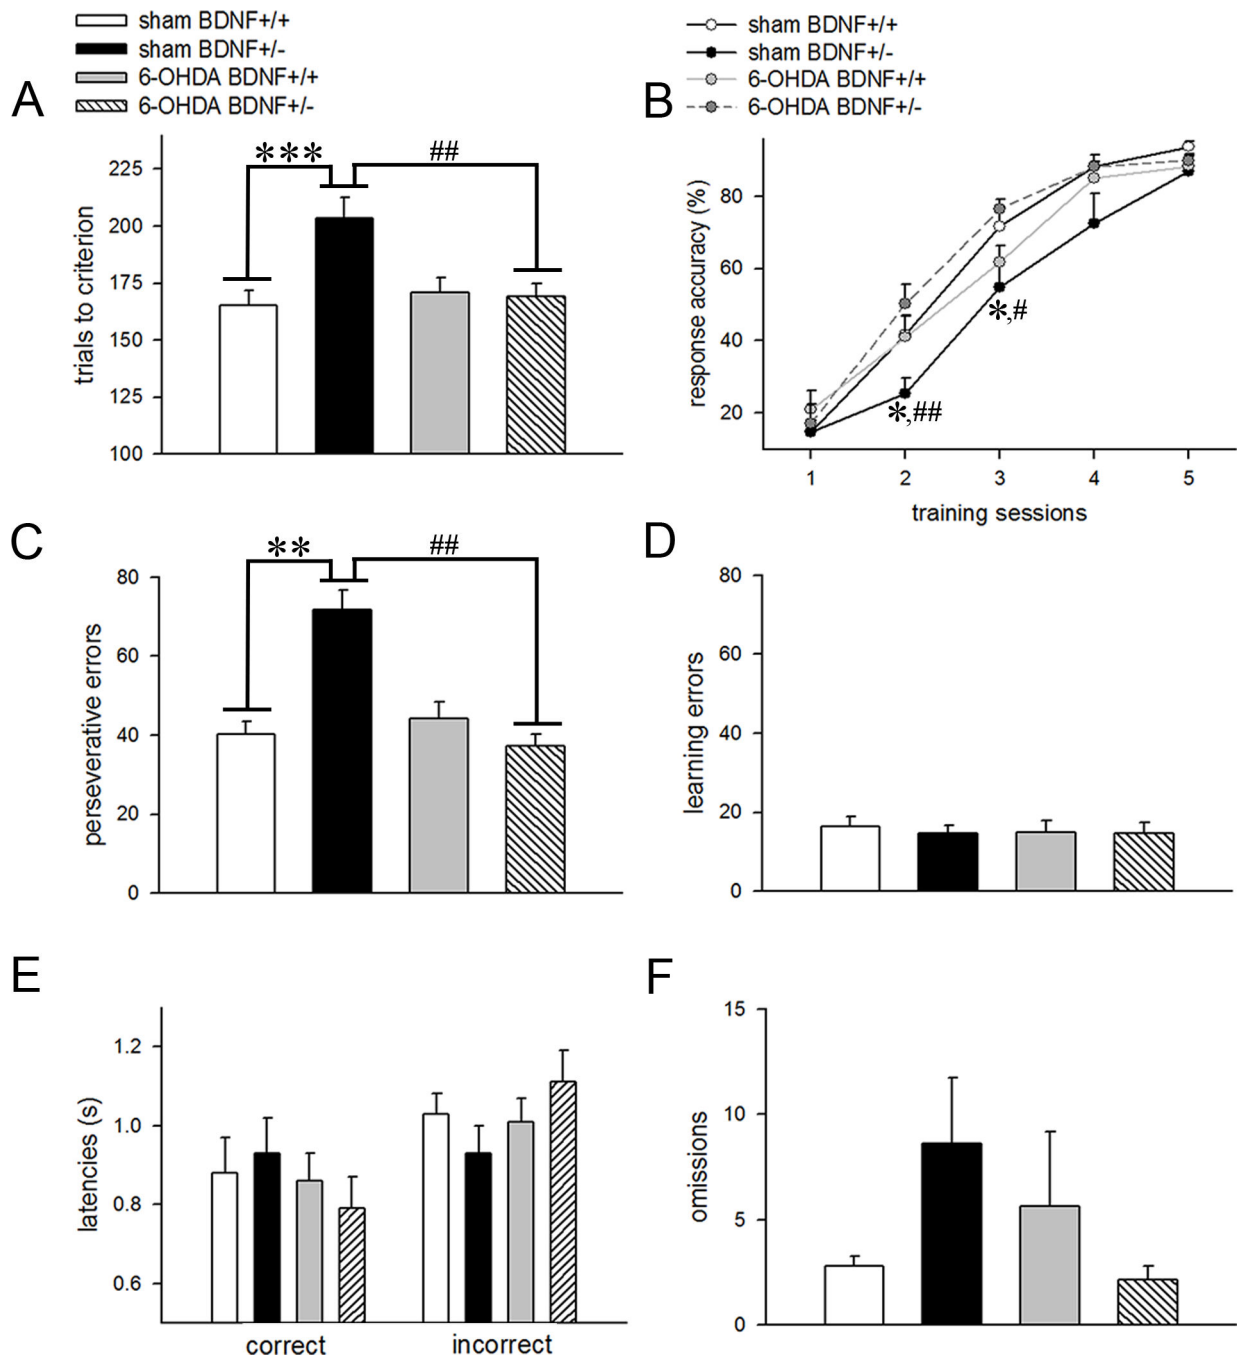 sham BDNF+/+
sham BDNF+/-
6-OHDA BDNF+/+
6-OHDA BDNF+/-
A
***
##
225
200
175
150
125
100
trials to criterion
sham BDNF+/+
sham BDNF+/-
6-OHDA BDNF+/+
6-OHDA BDNF+/-
B
80
60
40
20
response accuracy (%)
*,##
*,#
1 2 3 4 5
training sessions
C
**
##
80
60
40
20
0
perseverative errors
D
80
60
40
20
0
learning errors
E
1.2
1.0
0.8
0.6
latencies (s)
correct incorrect
F
15
10
5
0
omissions